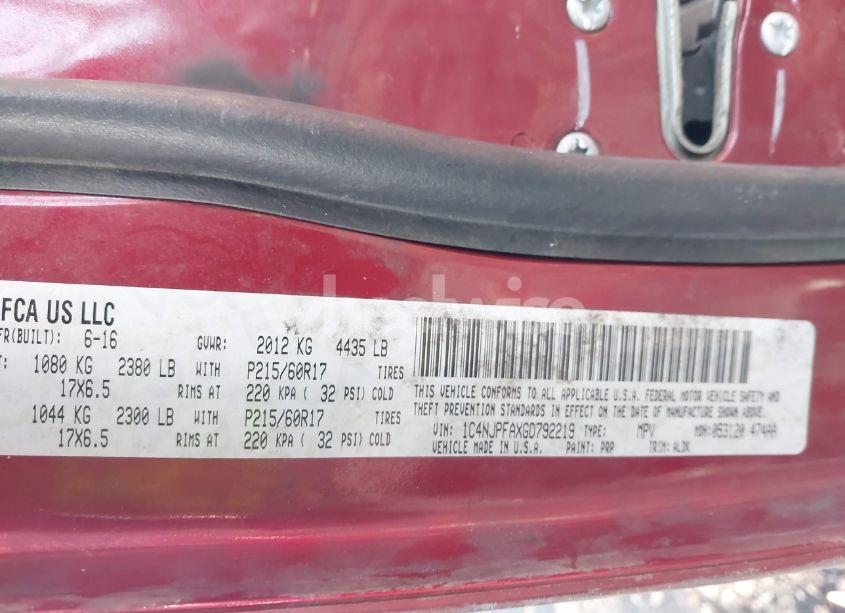 FCA US LLC
FR(BUILT): 6-16 GVWR: 2012 KG 4435 LB
1080 KG 2380 LB WITH P215/60R17 TIRES
17X6.5 RIMS AT 220 KPA ( 32 PSI) COLD
1044 KG 2300 LB WITH P215/60R17 TIRES
17X6.5 RIMS AT 220 KPA ( 32 PSI) COLD
THIS VEHICLE CONFORMS TO ALL APPLICABLE U.S.A. FEDERAL MOTOR VEHICLE SAFETY AND
THEFT PREVENTION STANDARDS IN EFFECT ON THE DATE OF MANUFACTURE SHOWN ABOVE.
VIN: 1C4NJPFAXGD792219 TYPE: MPV MDH: 053120 474AA
VEHICLE MADE IN U.S.A. PAINT: PRP TRIM: ALDK